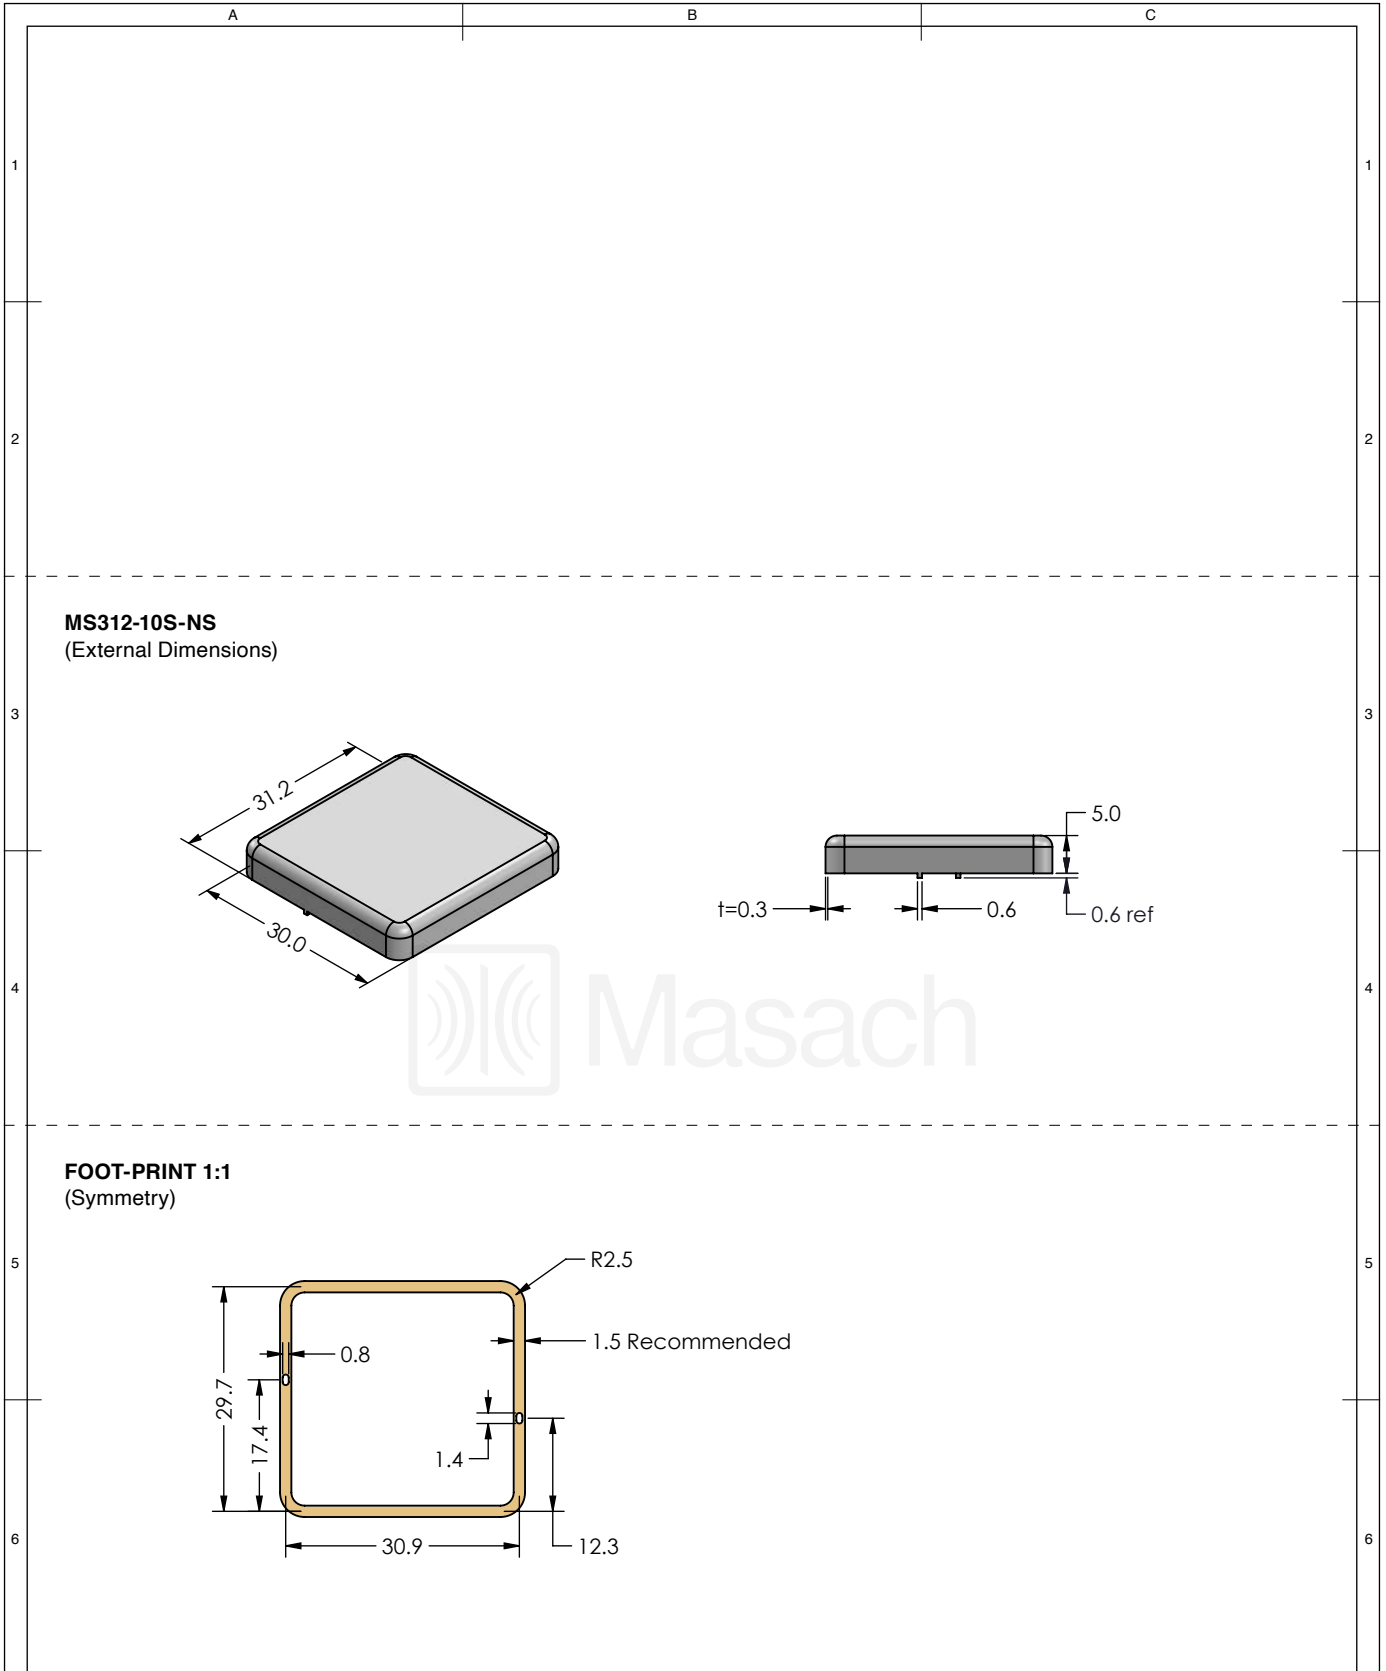 A
B
C
1
1
2
2
MS312-10S-NS
(External Dimensions)
3
3
31.2
30.0
5.0
t=0.3
0.6
0.6 ref
4
4
Masach
FOOT-PRINT 1:1
(Symmetry)
5
5
R2.5
1.5 Recommended
0.8
29.7
17.4
1.4
30.9
12.3
6
6